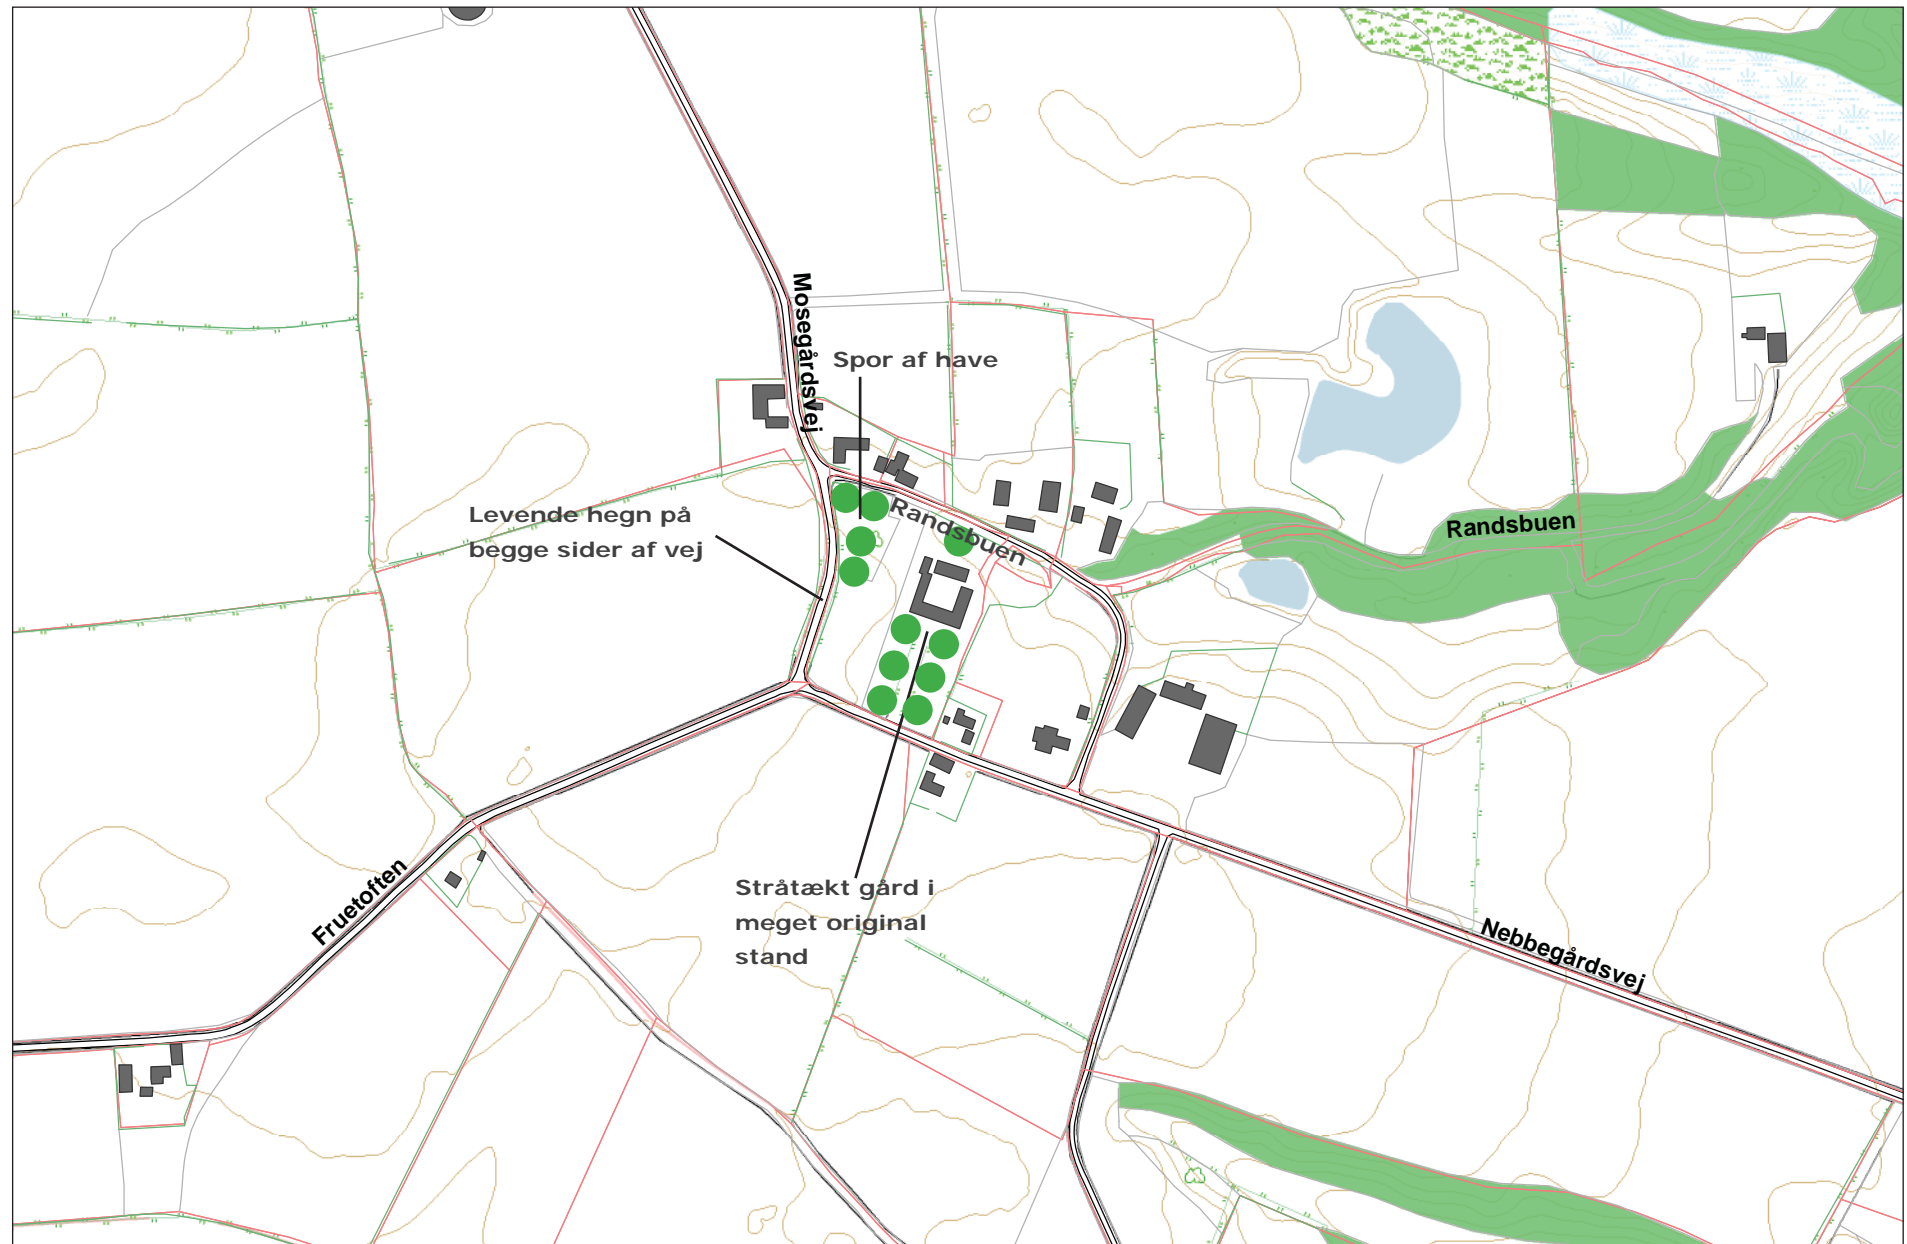 Mosegårdsvej
Spor af have
Levende hegn på
begge sider af vej
Randsbuen
Randsbuen
Stråtækt gård i
meget original
stand
Fruetoften
Nebbegårdsvej